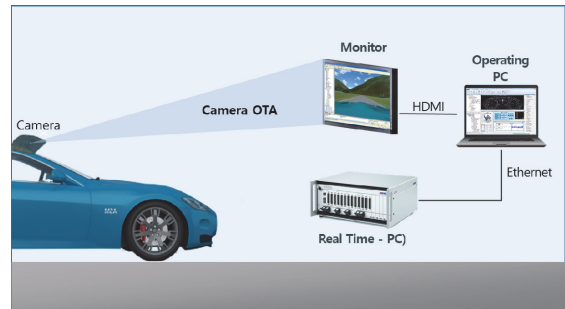 Monitor
Operating
PC
Camera OTA
HDMI
Camera
Ethernet
Real Time - PC)